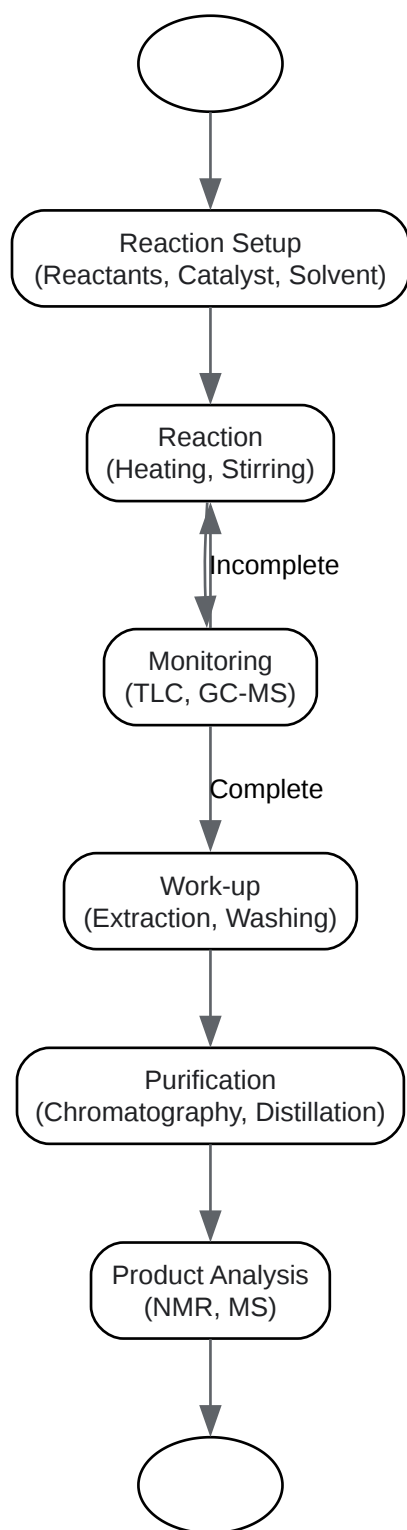 Reaction Setup
(Reactants, Catalyst, Solvent)
Reaction
(Heating, Stirring)
Incomplete
Monitoring
(TLC, GC-MS)
Complete
Work-up
(Extraction, Washing)
Purification
(Chromatography, Distillation)
Product Analysis
(NMR, MS)